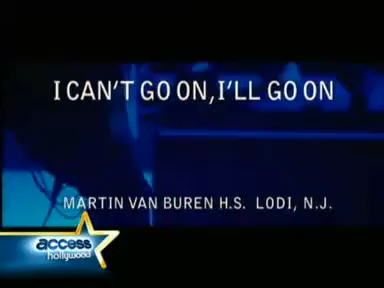 I CAN'T GO ON, I'LL GO ON
MARTIN VAN BUREN H.S. LODI, N.J.
access
hollywood